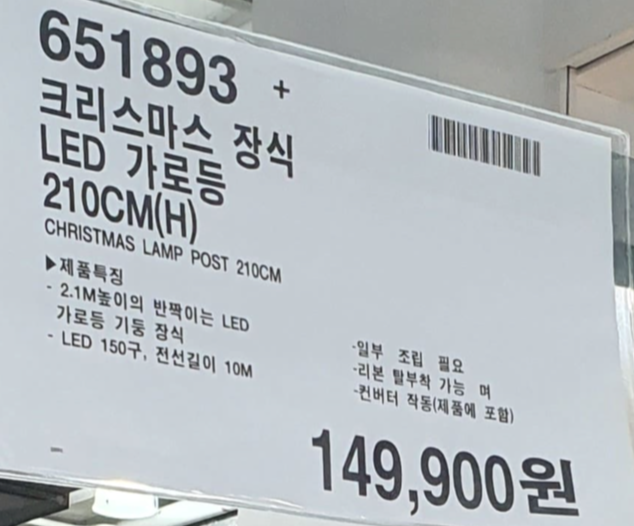 651893 +
크리스마스 장식
LED 가로등
210CM(H)
CHRISTMAS LAMP POST 210CM
▶제품특징
- 2.1M높이의 반짝이는 LED
가로등 기둥 장식
- LED 150구, 전선길이 10M
-일부 조립 필요
-리본 탈부착 가능 며
-컨버터 작동(제품에 포함)
149,900원